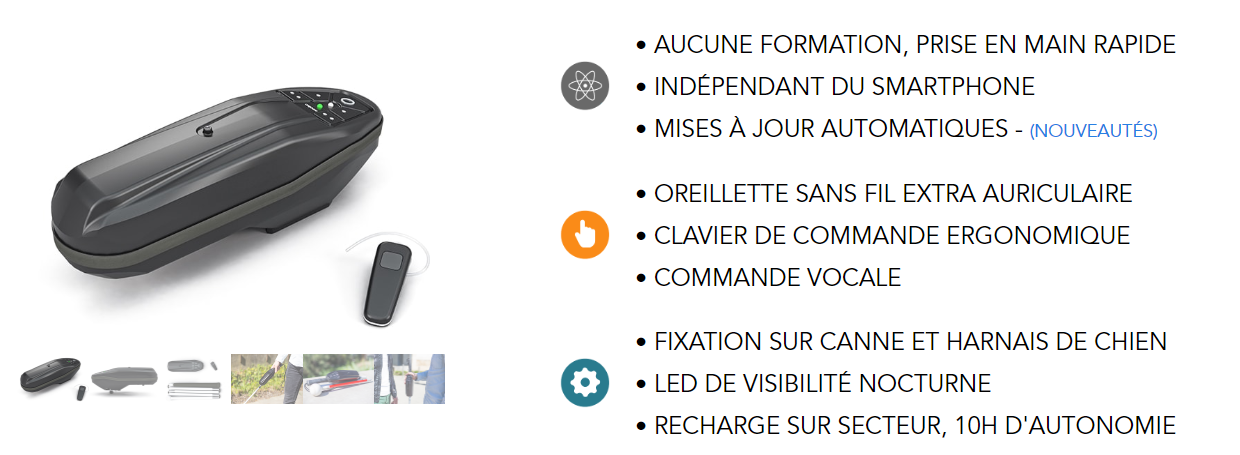 • AUCUNE FORMATION, PRISE EN MAIN RAPIDE
• INDÉPENDANT DU SMARTPHONE
• MISES À JOUR AUTOMATIQUES - (NOUVEAUTÉS)
• OREILLETTE SANS FIL EXTRA AURICULAIRE
• CLAVIER DE COMMANDE ERGONOMIQUE
• COMMANDE VOCALE
• FIXATION SUR CANNE ET HARNAIS DE CHIEN
• LED DE VISIBILITÉ NOCTURNE
• RECHARGE SUR SECTEUR, 10H D'AUTONOMIE